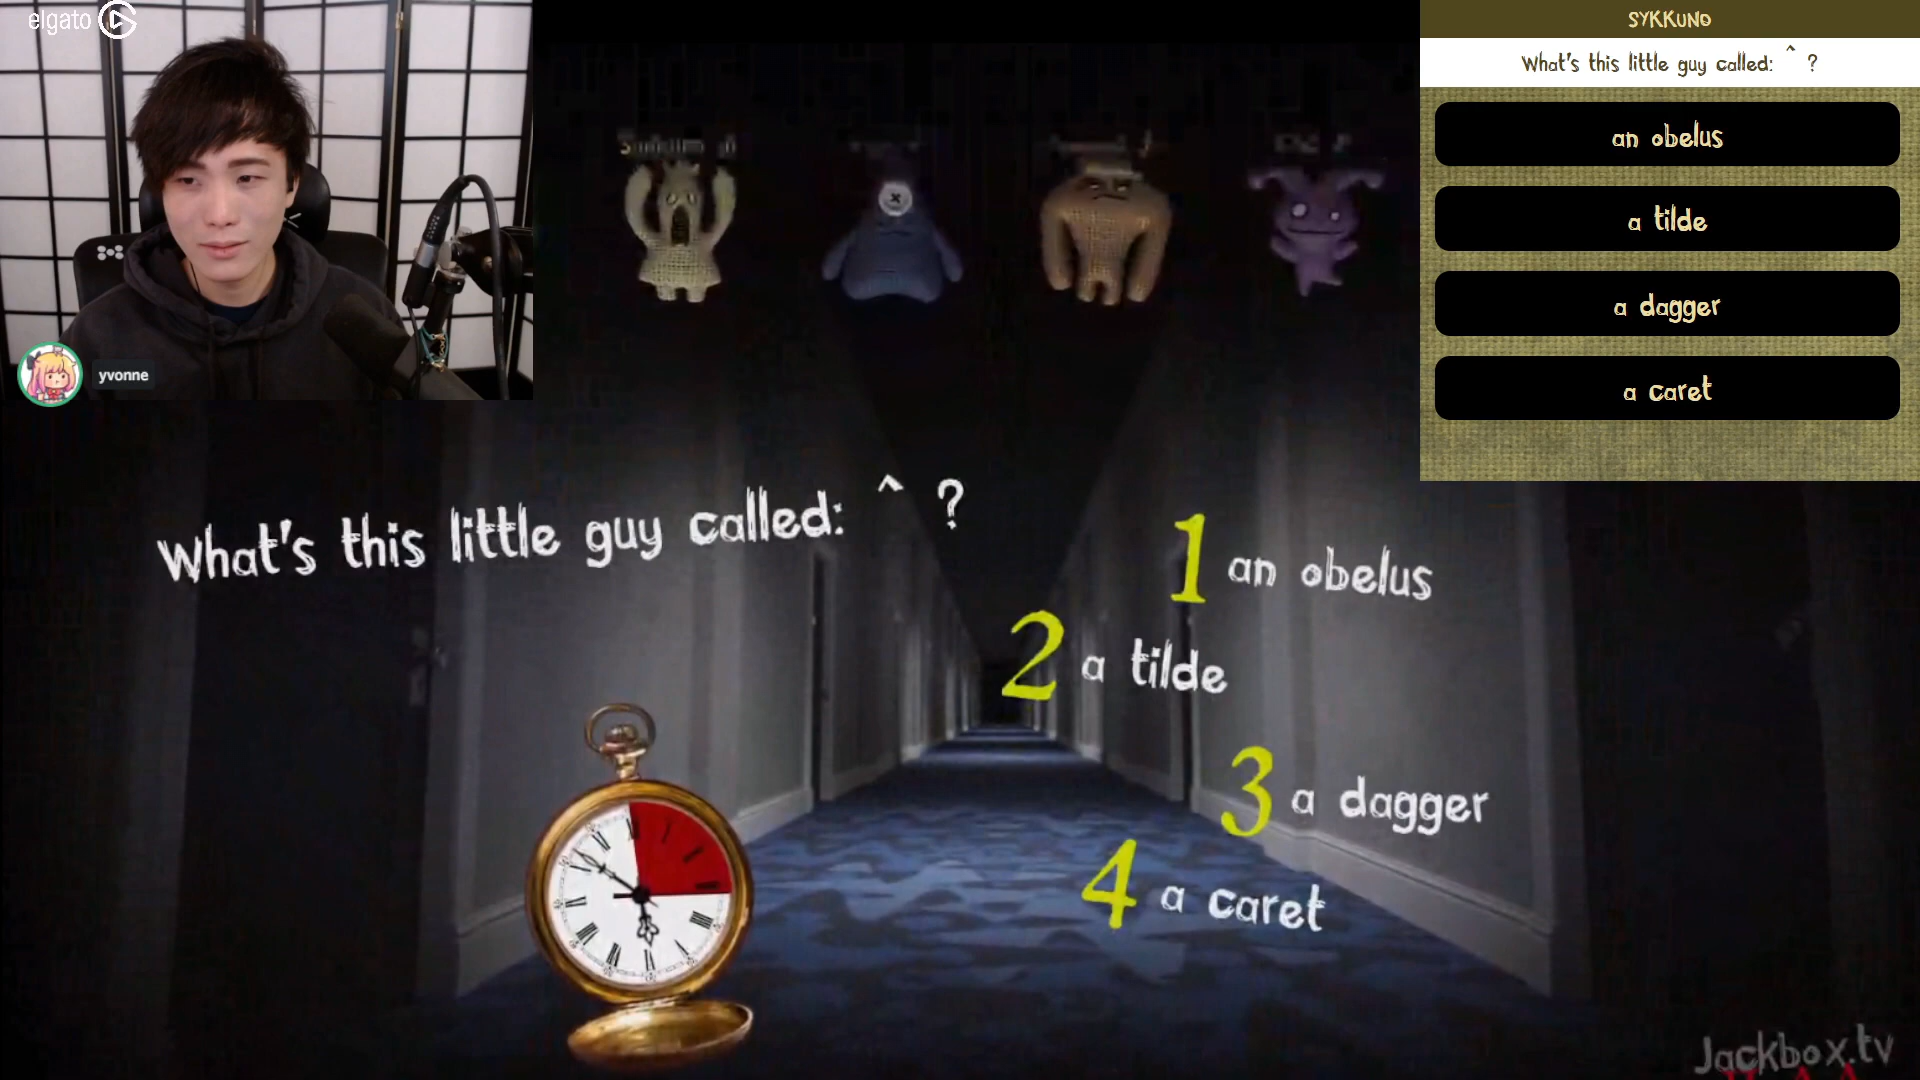 elgato
yvonne
SYKKUNO
What's this little guy called: ^ ?
an obelus
a tilde
a dagger
a caret
What's this little guy called: ^ ?
1 an obelus
2 a tilde
3 a dagger
4 a caret
Jackbox.tv